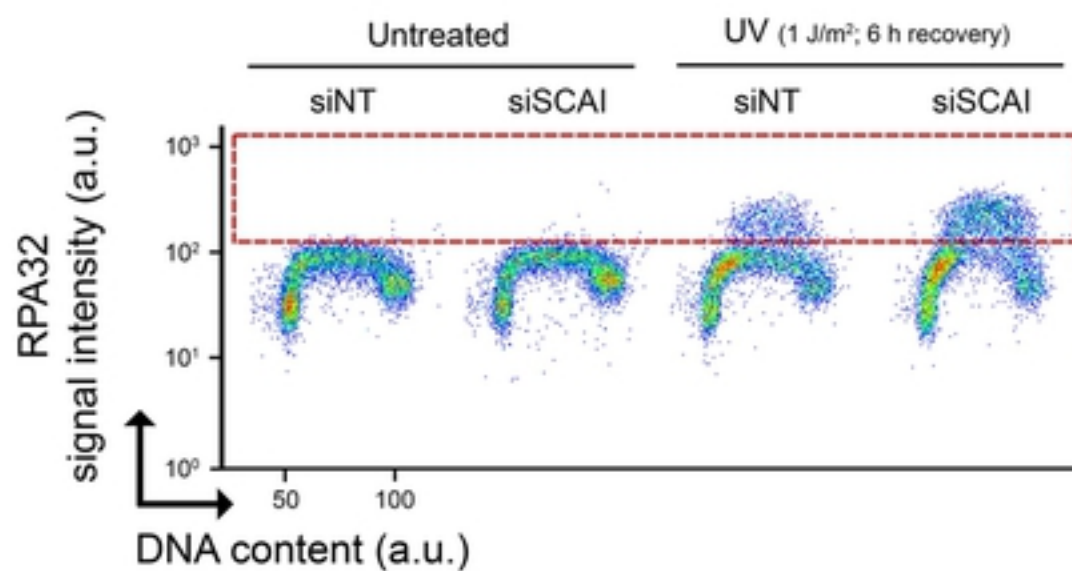 Untreated
UV (1 J/m²; 6 h recovery)
siNT
siSCAI
siNT
siSCAI
RPA32
signal intensity (a.u.)
10³
10²
10¹
10⁰
50
100
DNA content (a.u.)